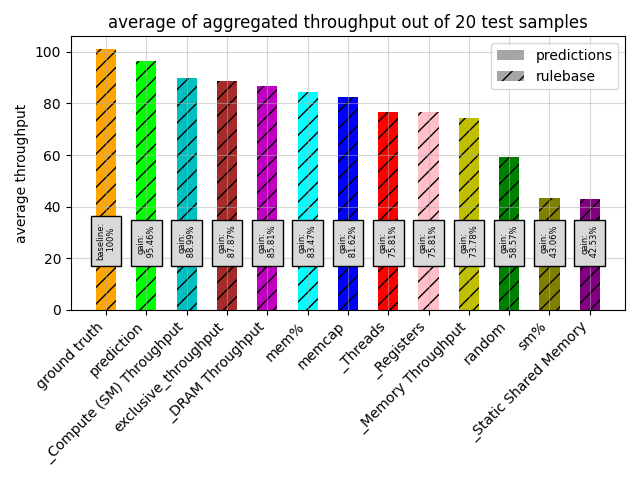 average of aggregated throughput out of 20 test samples
predictions
rulebase
average throughput
100
80
60
40
20
0
baseline:
100%
gain:
95.46%
gain:
88.99%
gain:
87.87%
gain:
85.81%
gain:
83.47%
gain:
81.62%
gain:
75.81%
gain:
75.81%
gain:
73.78%
gain:
58.57%
gain:
43.06%
gain:
42.53%
ground truth
prediction
_Compute (SM) Throughput
exclusive_throughput
_DRAM Throughput
mem%
memcap
_Threads
_Registers
_Memory Throughput
random
sm%
_Static Shared Memory